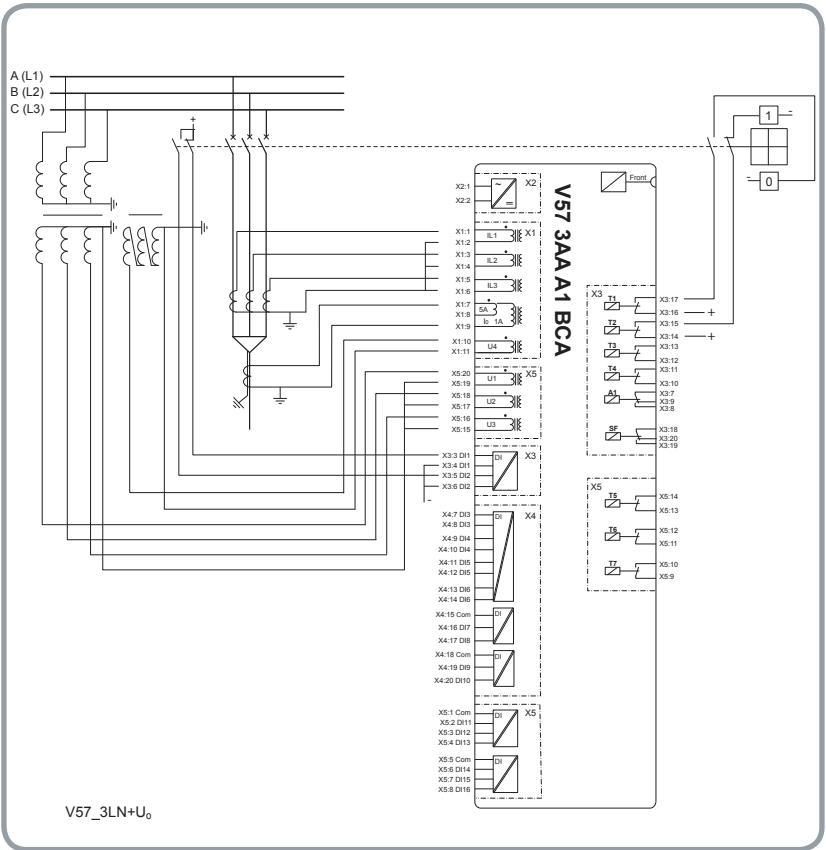 A (L1)
B (L2)
C (L3)
+
1
-
-
0
Front
V57 3AA A1 BCA
X2:1
X2:2
~
=
X2
X1:1
X1:2
X1:3
X1:4
X1:5
X1:6
X1:7
X1:8
X1:9
X1:10
X1:11
IL1
IL2
IL3
5A
I₀ 1A
U4
X1
X5:20
X5:19
X5:18
X5:17
X5:16
X5:15
U1
U2
U3
X5
X3:3 DI1
X3:4 DI1
X3:5 DI2
X3:6 DI2
-
DI
X3
X4:7 DI3
X4:8 DI3
X4:9 DI4
X4:10 DI4
X4:11 DI5
X4:12 DI5
X4:13 DI6
X4:14 DI6
DI
X4
X4:15 Com
X4:16 DI7
X4:17 DI8
DI
X4:18 Com
X4:19 DI9
X4:20 DI10
DI
X5:1 Com
X5:2 DI11
X5:3 DI12
X5:4 DI13
DI
X5
X5:5 Com
X5:6 DI14
X5:7 DI15
X5:8 DI16
DI
X3
T1
X3:17
X3:16
+
T2
X3:15
X3:14
+
T3
X3:13
X3:12
T4
X3:11
X3:10
A1
X3:7
X3:9
X3:8
SF
X3:18
X3:20
X3:19
X5
T5
X5:14
X5:13
T6
X5:12
X5:11
T7
X5:10
X5:9
V57_3LN+U₀